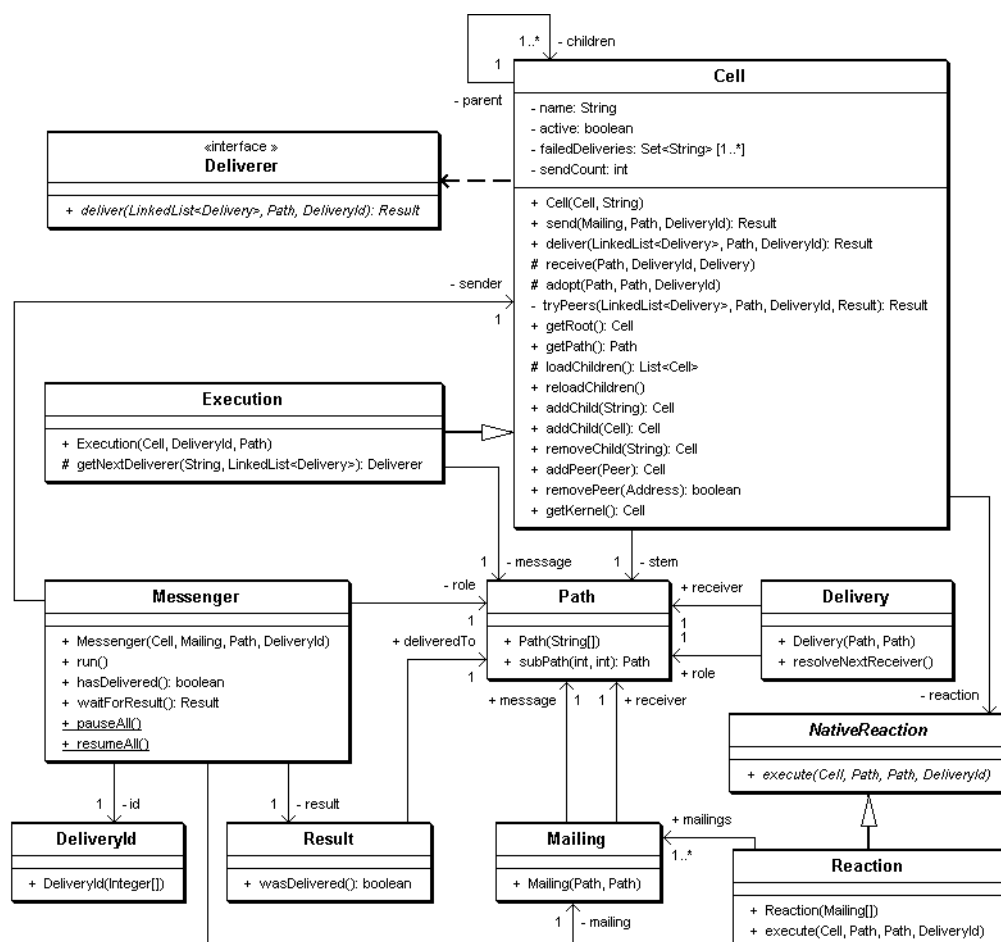 1..*
- children
1
- parent
Cell
- name: String
- active: boolean
- failedDeliveries: Set<String> [1..*]
- sendCount: int
+ Cell(Cell, String)
+ send(Mailing, Path, DeliveryId): Result
+ deliver(LinkedList<Delivery>, Path, DeliveryId): Result
# receive(Path, DeliveryId, Delivery)
# adopt(Path, Path, DeliveryId)
- tryPeers(LinkedList<Delivery>, Path, DeliveryId, Result): Result
+ getRoot(): Cell
+ getPath(): Path
# loadChildren(): List<Cell>
+ reloadChildren()
+ addChild(String): Cell
+ addChild(Cell): Cell
+ removeChild(String): Cell
+ addPeer(Peer): Cell
+ removePeer(Address): boolean
+ getKernel(): Cell
«interface »
Deliverer
+ deliver(LinkedList<Delivery>, Path, DeliveryId): Result
- sender
1
Execution
+ Execution(Cell, DeliveryId, Path)
# getNextDeliverer(String, LinkedList<Delivery>): Deliverer
1
- message
1
- stem
Messenger
+ Messenger(Cell, Mailing, Path, DeliveryId)
+ run()
+ hasDelivered(): boolean
+ waitForResult(): Result
+ pauseAll()
+ resumeAll()
- role
1
+ deliveredTo
1
Path
+ Path(String[])
+ subPath(int, int): Path
+ receiver
1
1
+ role
Delivery
+ Delivery(Path, Path)
+ resolveNextReceiver()
+ message
1
1
+ receiver
- reaction
NativeReaction
+ execute(Cell, Path, Path, DeliveryId)
1
- id
1
- result
DeliveryId
+ DeliveryId(Integer[])
Result
+ wasDelivered(): boolean
Mailing
+ Mailing(Path, Path)
+ mailings
1..*
Reaction
+ Reaction(Mailing[])
+ execute(Cell, Path, Path, DeliveryId)
1
- mailing